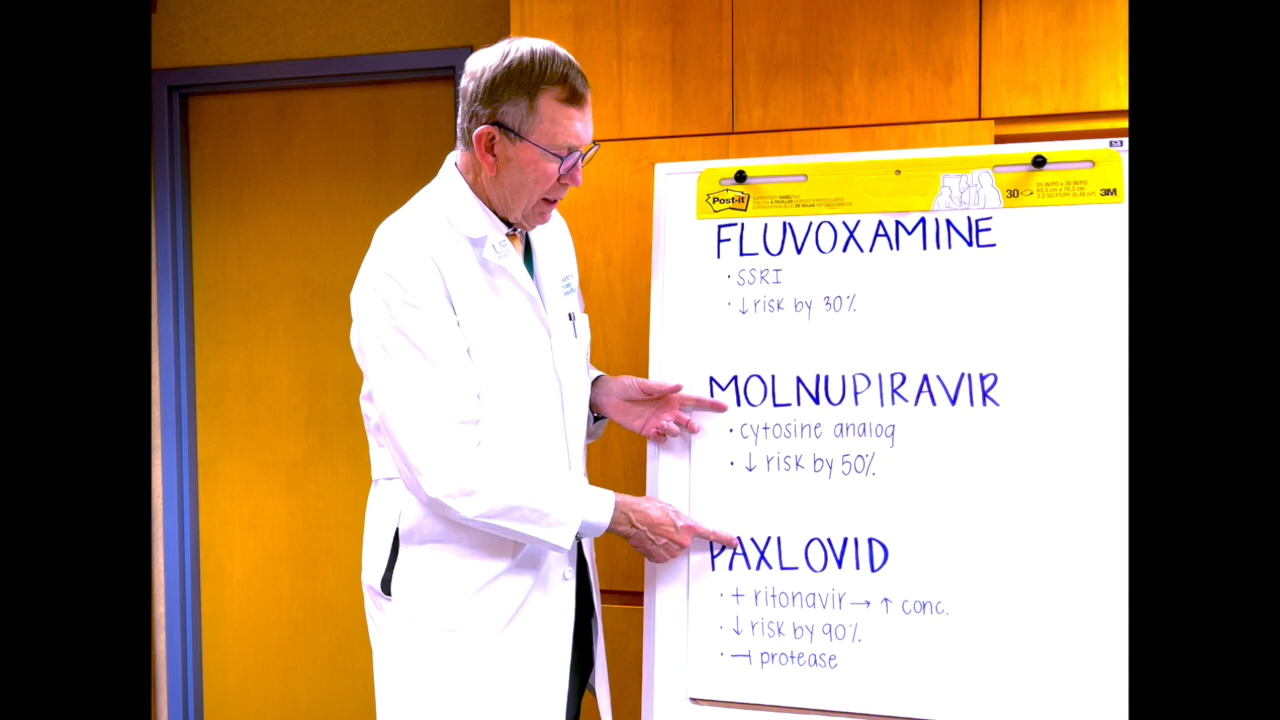 Post-it
30
3M
FLUVOXAMINE
· SSRI
· ↓ risk by 30%
MOLNUPIRAVIR
· cytosine analog
· ↓ risk by 50%
PAXLOVID
· + ritonavir → ↑ conc.
· ↓ risk by 90%
· ⊣ protease